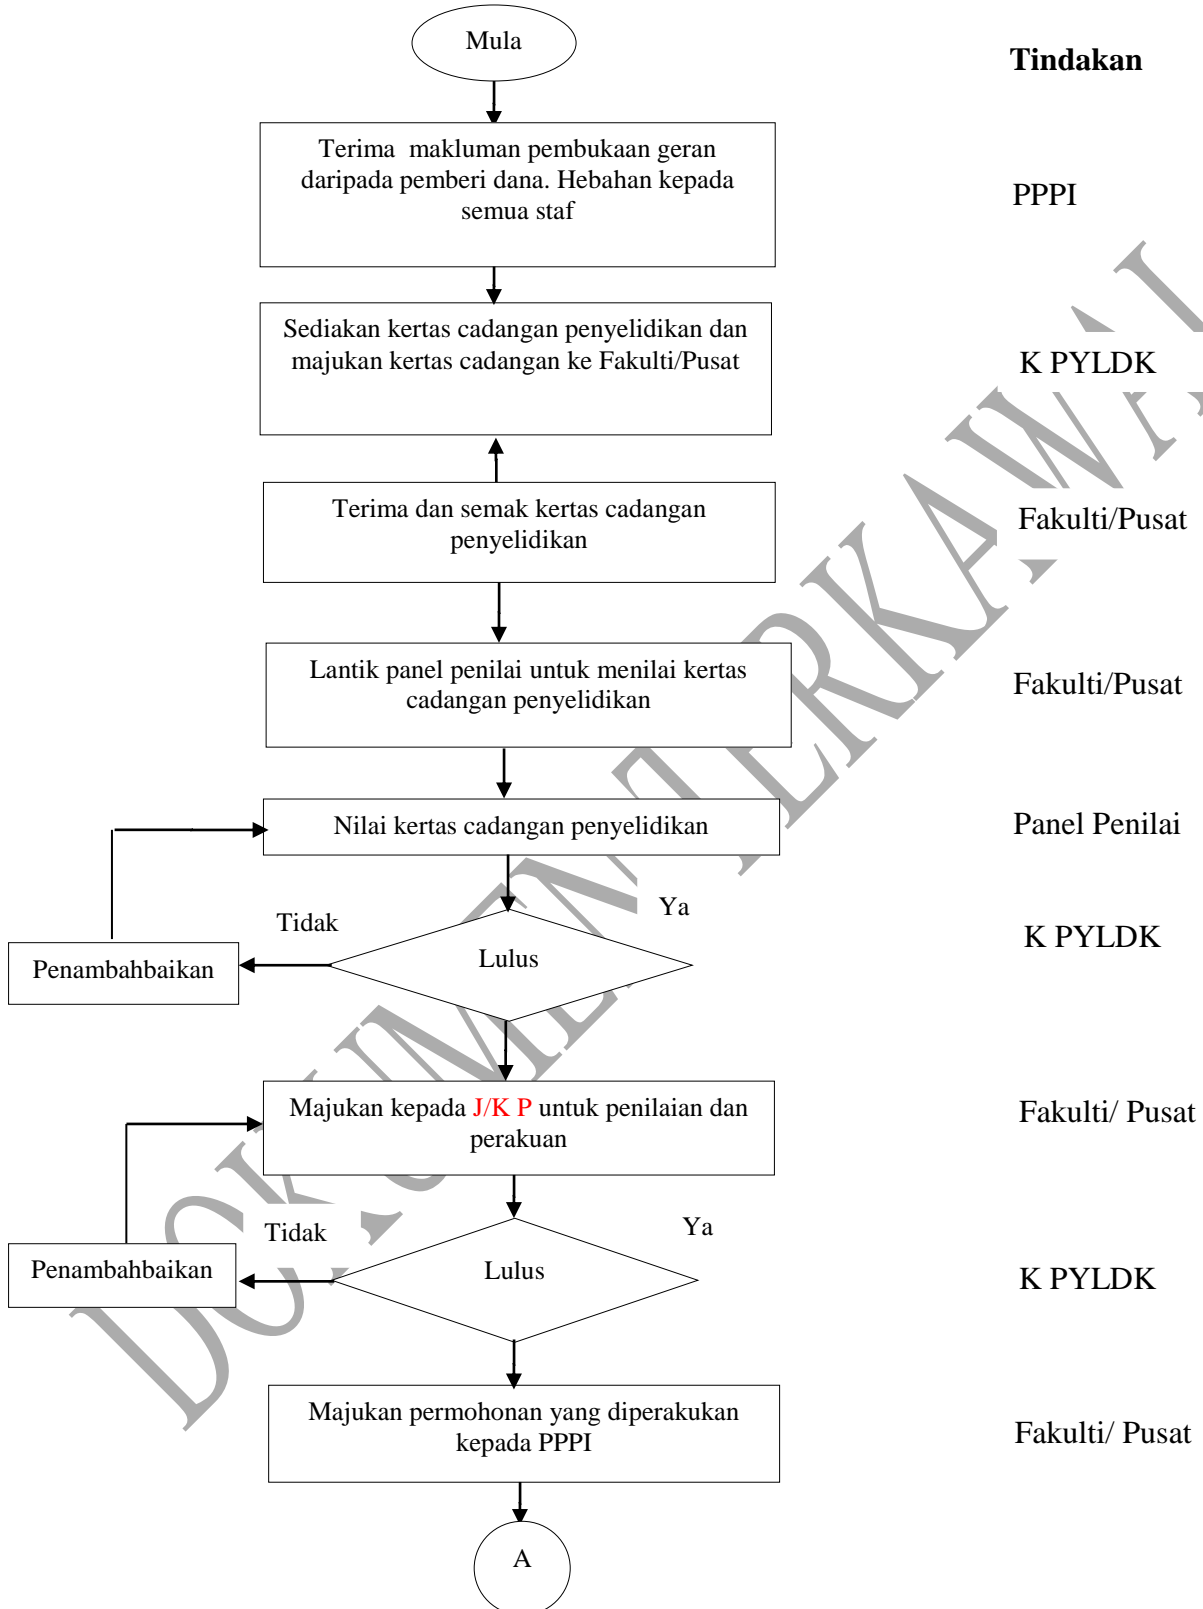 Mula
Tindakan
Terima makluman pembukaan geran
daripada pemberi dana. Hebahan kepada
semua staf
PPPI
Sediakan kertas cadangan penyelidikan dan
majukan kertas cadangan ke Fakulti/Pusat
K PYLDK
Terima dan semak kertas cadangan
penyelidikan
Fakulti/Pusat
Lantik panel penilai untuk menilai kertas
cadangan penyelidikan
Fakulti/Pusat
Nilai kertas cadangan penyelidikan
Panel Penilai
Ya
Tidak
Lulus
Penambahbaikan
K PYLDK
Majukan kepada J/K P untuk penilaian dan
perakuan
Fakulti/ Pusat
Tidak
Ya
Lulus
Penambahbaikan
K PYLDK
Majukan permohonan yang diperakukan
kepada PPPI
Fakulti/ Pusat
A
DOKUMEN TERKAWAL